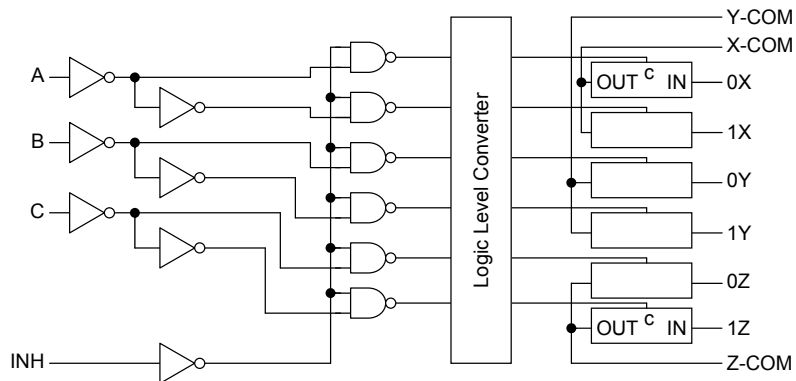 Y-COM
X-COM
A
OUT C IN
0X
1X
B
0Y
C
1Y
Logic Level Converter
0Z
OUT C IN
1Z
INH
Z-COM